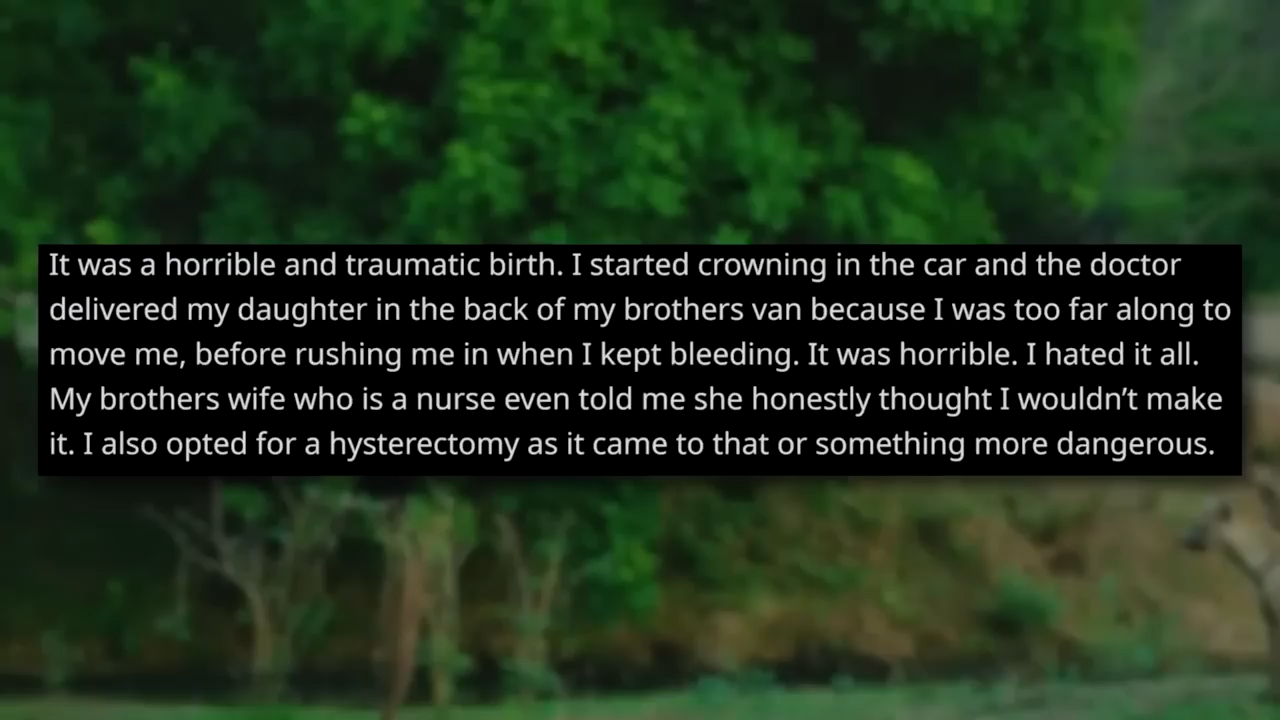 It was a horrible and traumatic birth. I started crowning in the car and the doctor
delivered my daughter in the back of my brothers van because I was too far along to
move me, before rushing me in when I kept bleeding. It was horrible. I hated it all.
My brothers wife who is a nurse even told me she honestly thought I wouldn’t make
it. I also opted for a hysterectomy as it came to that or something more dangerous.